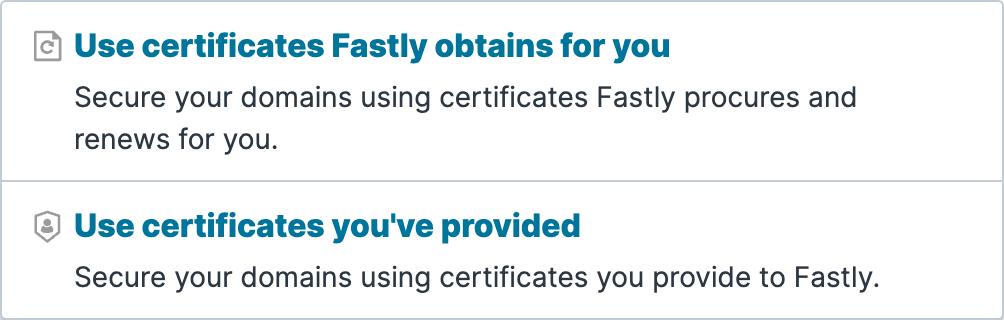 Use certificates Fastly obtains for you
Secure your domains using certificates Fastly procures and
renews for you.
Use certificates you've provided
Secure your domains using certificates you provide to Fastly.